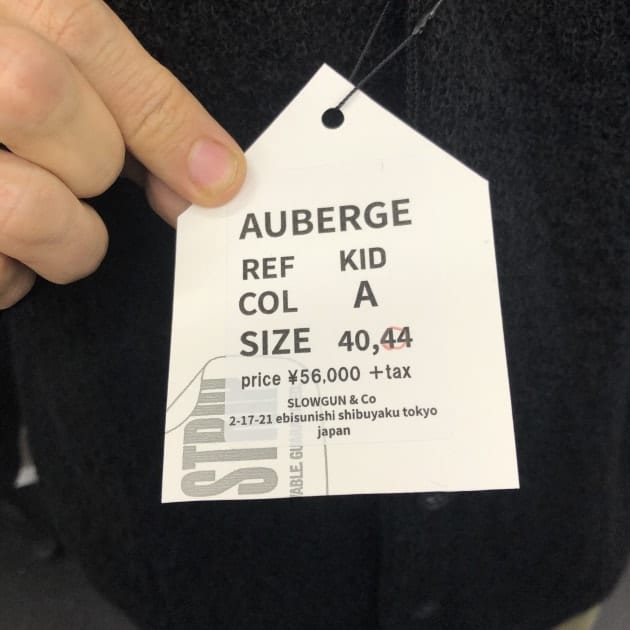 AUBERGE
REF KID
COL A
SIZE 40,44
price ¥56,000 +tax
SLOWGUN & Co
2-17-21 ebisunishi shibuyaku tokyo
japan